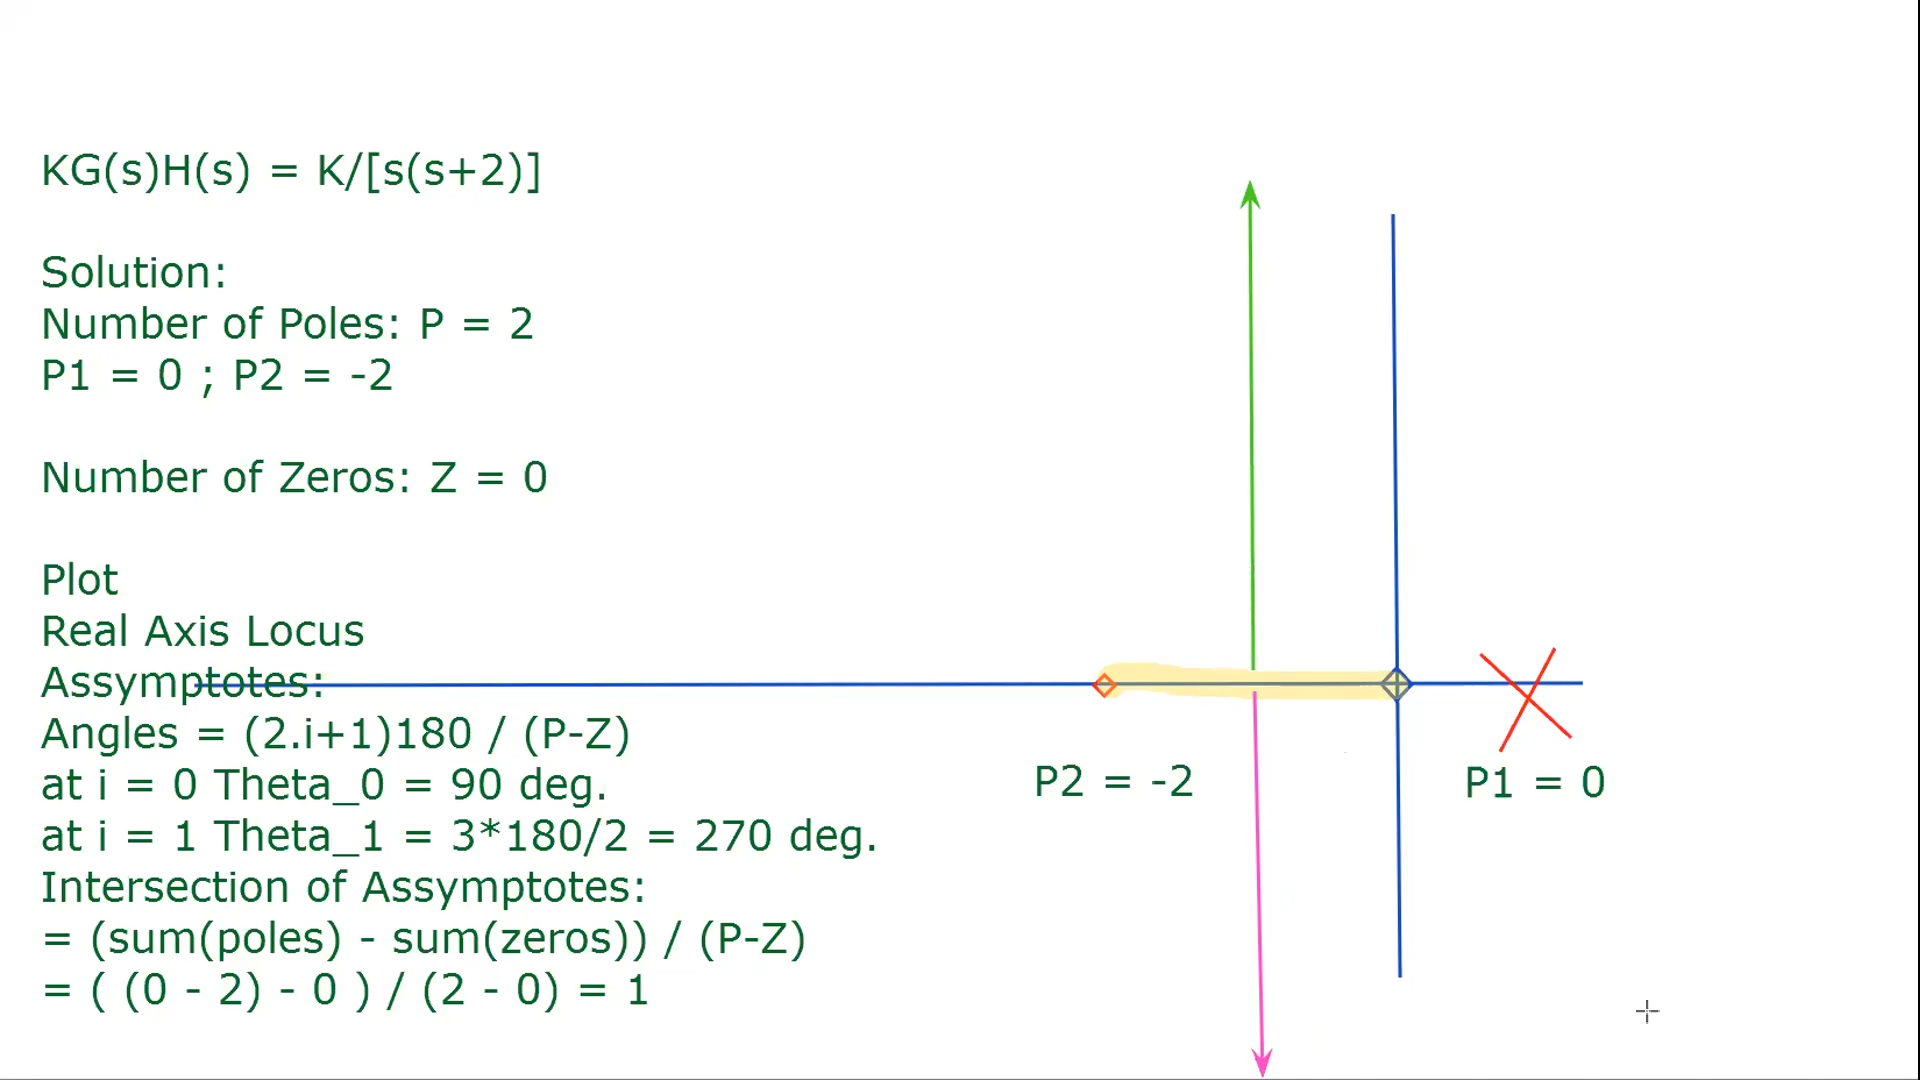 KG(s)H(s) = K/[s(s+2)]
Solution:
Number of Poles: P = 2
P1 = 0 ; P2 = -2
Number of Zeros: Z = 0
Plot
Real Axis Locus
Assymptotes:
Angles = (2.i+1)180 / (P-Z)
at i = 0 Theta_0 = 90 deg.
at i = 1 Theta_1 = 3*180/2 = 270 deg.
Intersection of Assymptotes:
= (sum(poles) - sum(zeros)) / (P-Z)
= ( (0 - 2) - 0 ) / (2 - 0) = 1
P2 = -2
P1 = 0